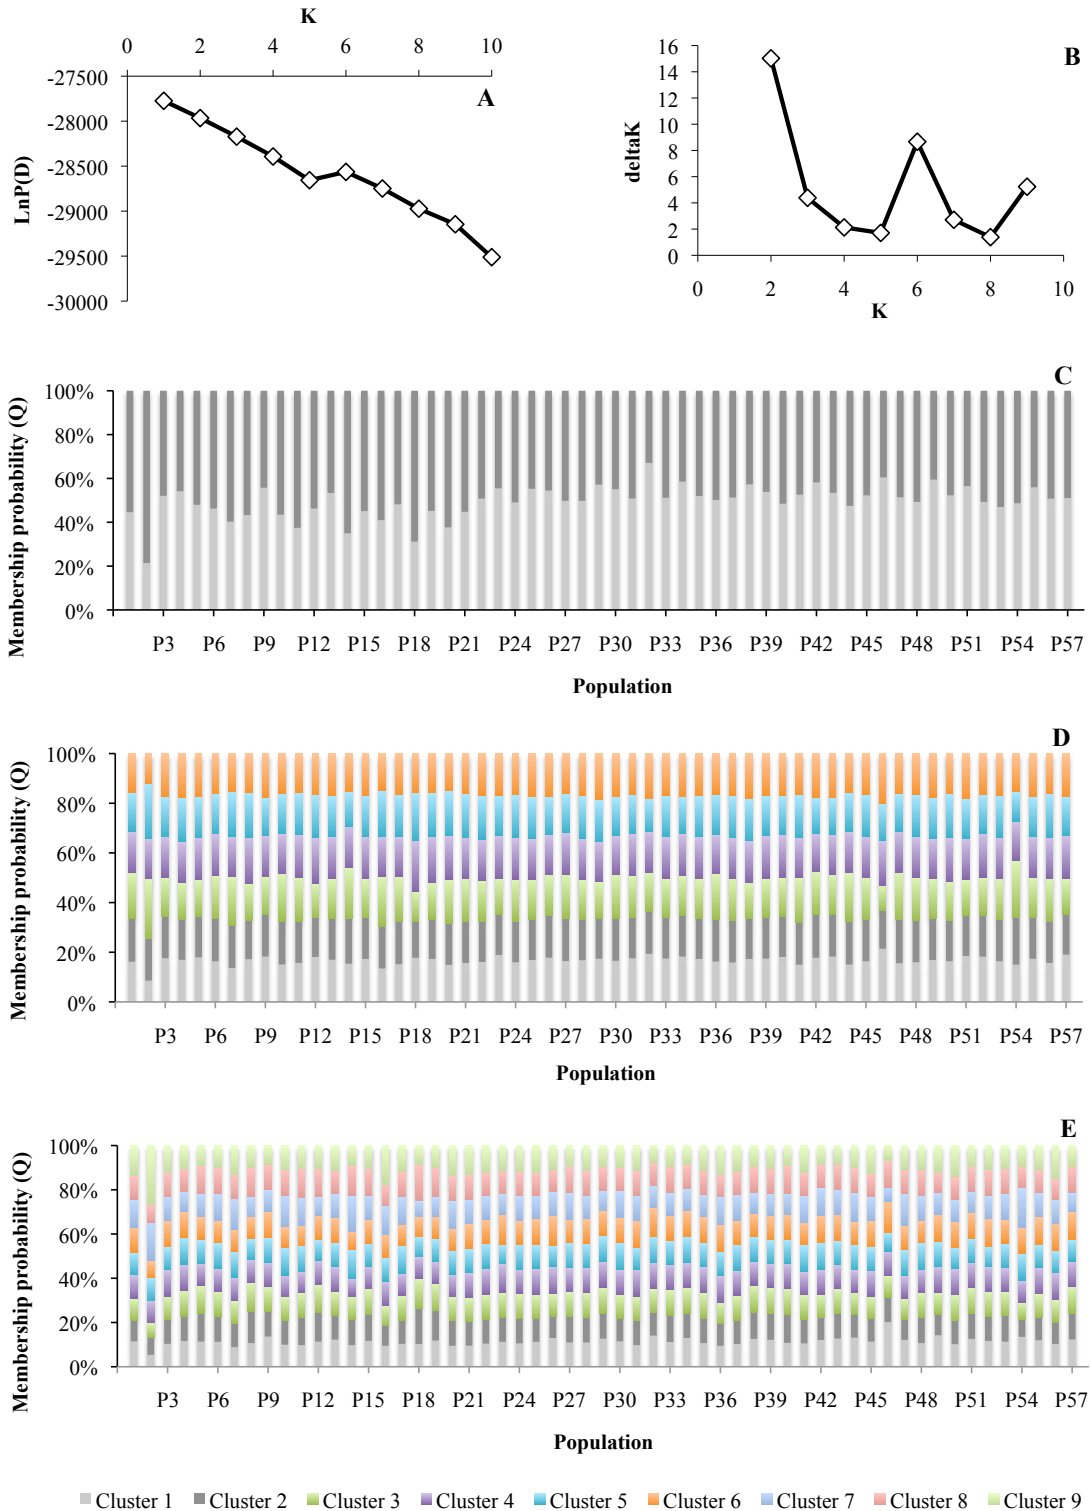 K
0 2 4 6 8 10
-27500
-28000
-28500
-29000
-29500
-30000
LnP(D)
A
16
14
12
10
8
6
4
2
0
deltaK
B
0 2 4 6 8 10
K
C
100%
80%
60%
40%
20%
0%
Membership probability (Q)
P3 P6 P9 P12 P15 P18 P21 P24 P27 P30 P33 P36 P39 P42 P45 P48 P51 P54 P57
Population
D
100%
80%
60%
40%
20%
0%
Membership probability (Q)
P3 P6 P9 P12 P15 P18 P21 P24 P27 P30 P33 P36 P39 P42 P45 P48 P51 P54 P57
Population
E
100%
80%
60%
40%
20%
0%
Membership probability (Q)
P3 P6 P9 P12 P15 P18 P21 P24 P27 P30 P33 P36 P39 P42 P45 P48 P51 P54 P57
Population
Cluster 1 Cluster 2 Cluster 3 Cluster 4 Cluster 5 Cluster 6 Cluster 7 Cluster 8 Cluster 9